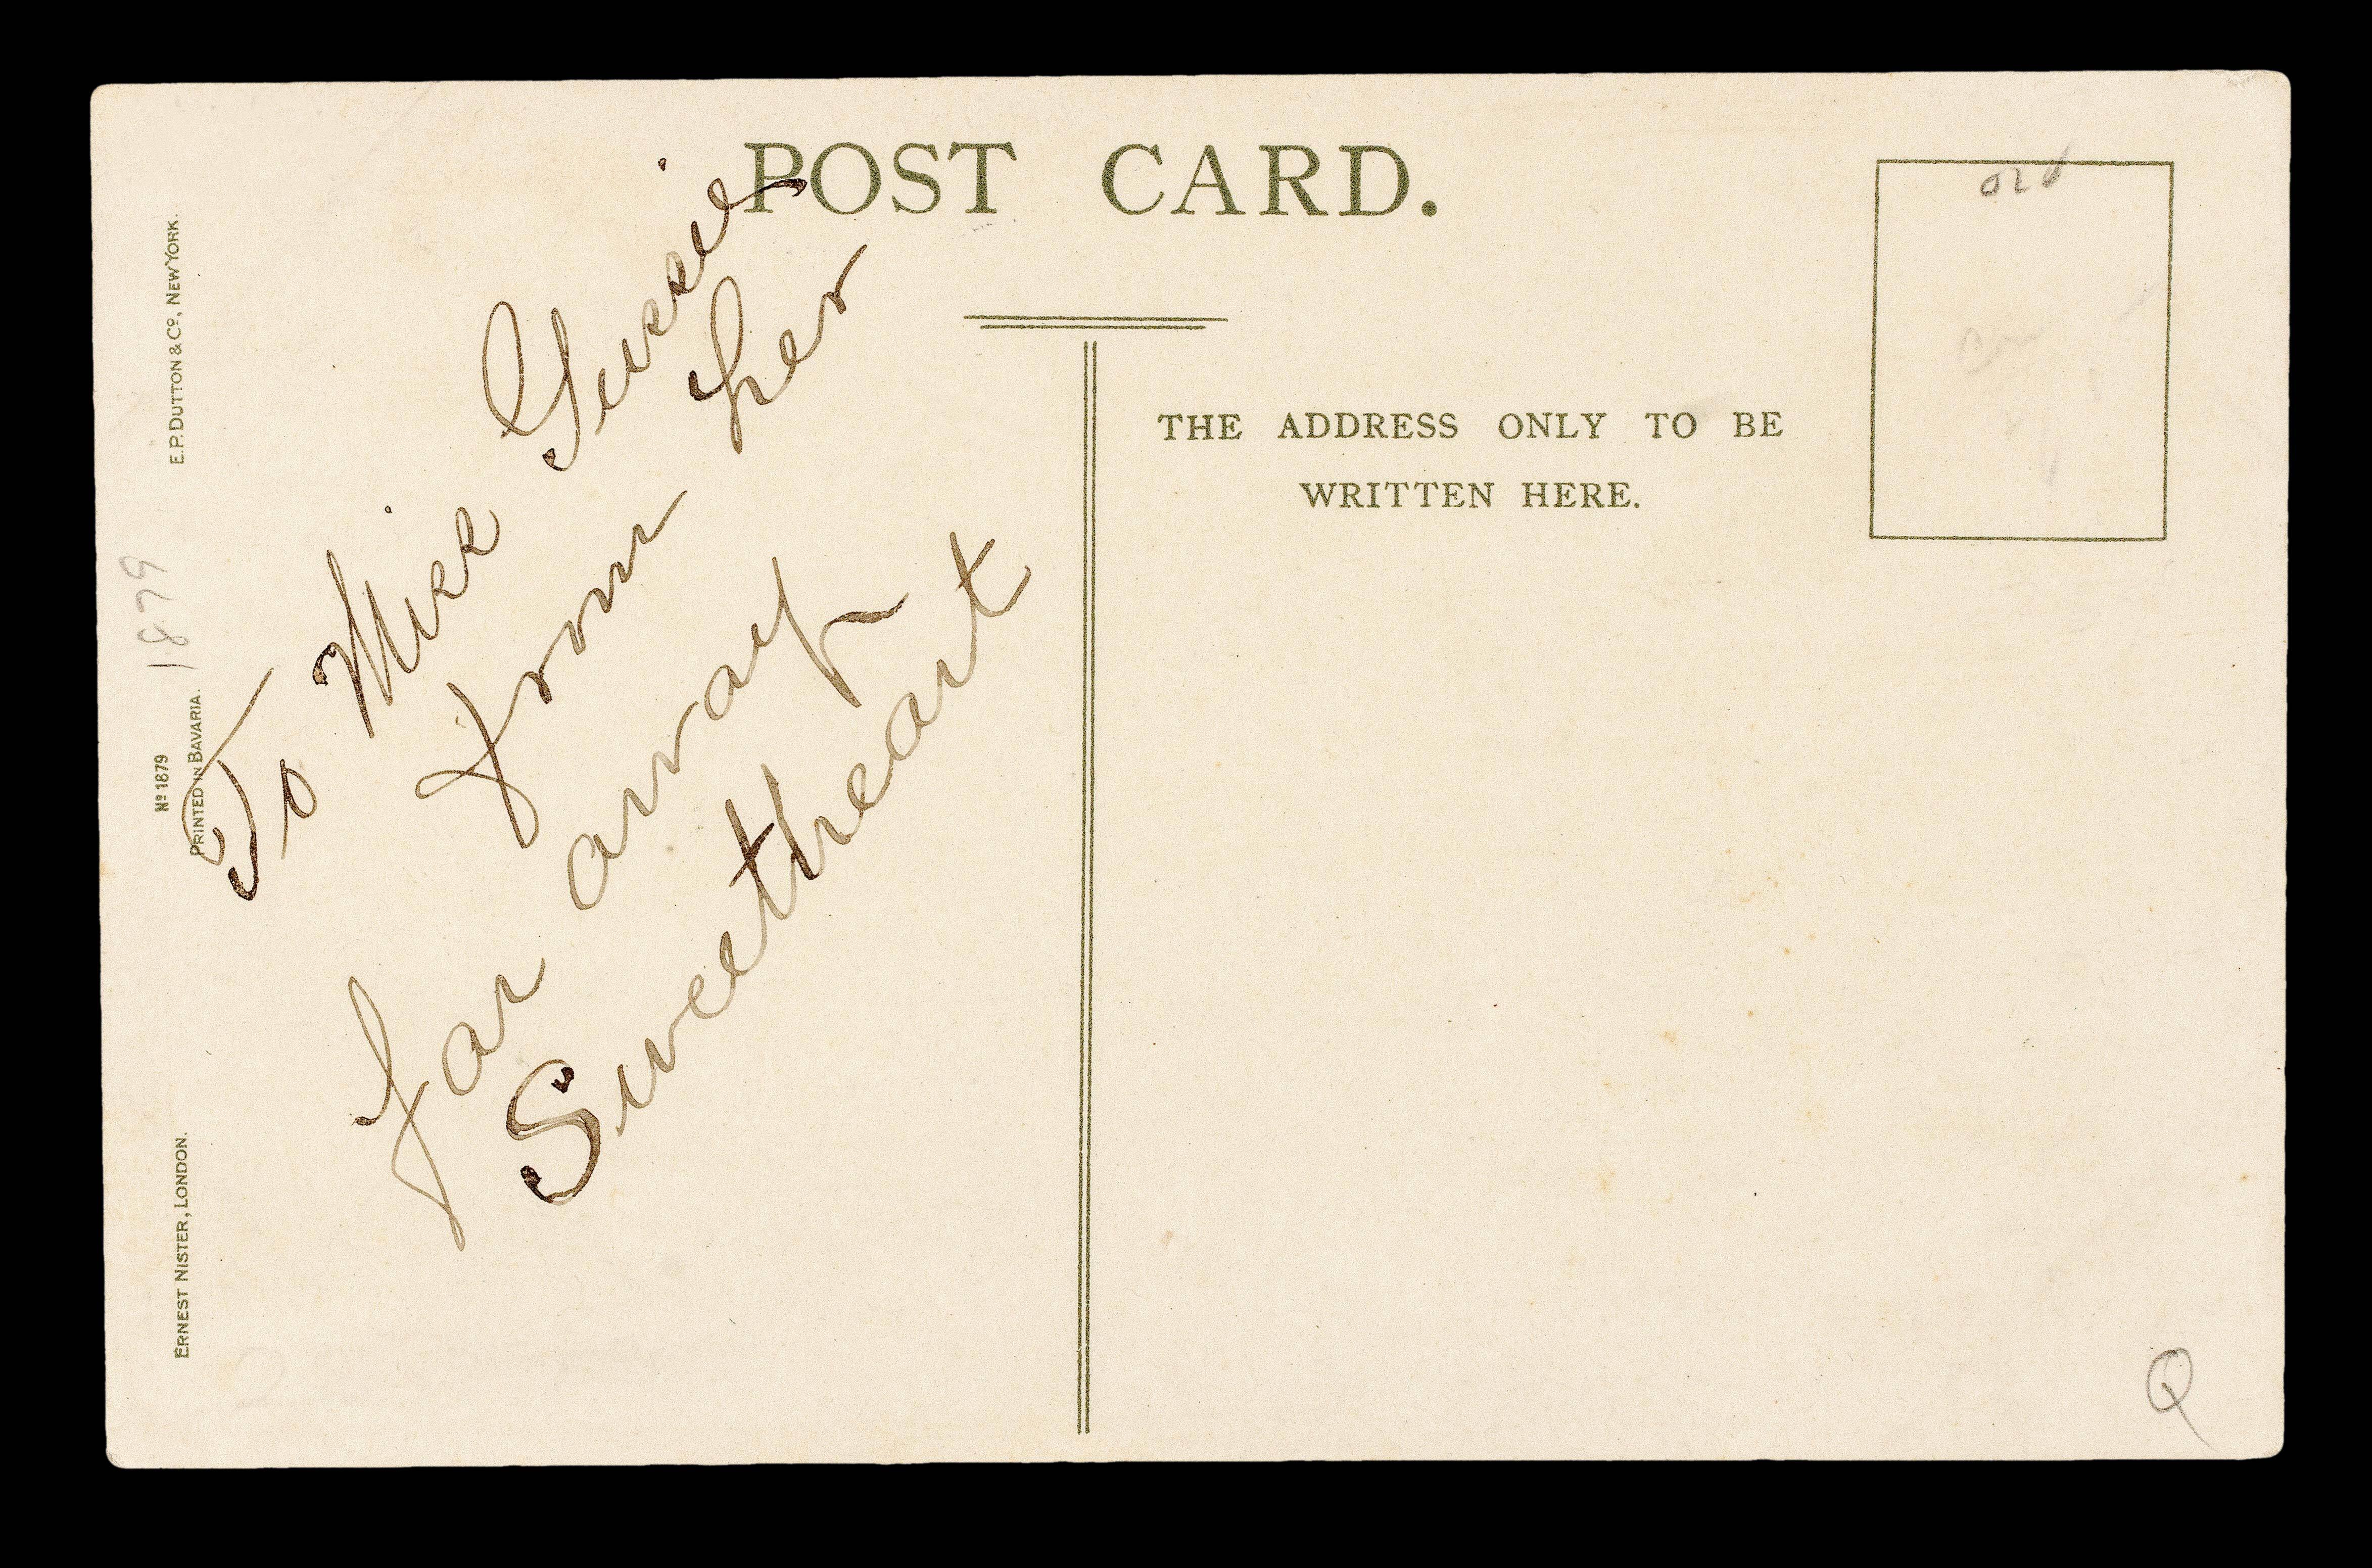 POST CARD.
THE ADDRESS ONLY TO BE
WRITTEN HERE.
To Miss Susie
from her
far away
Sweetheart
E.P. DUTTON & Co, NEW YORK.
No 1879
PRINTED IN BAVARIA.
ERNEST NISTER, LONDON.
1879
Q